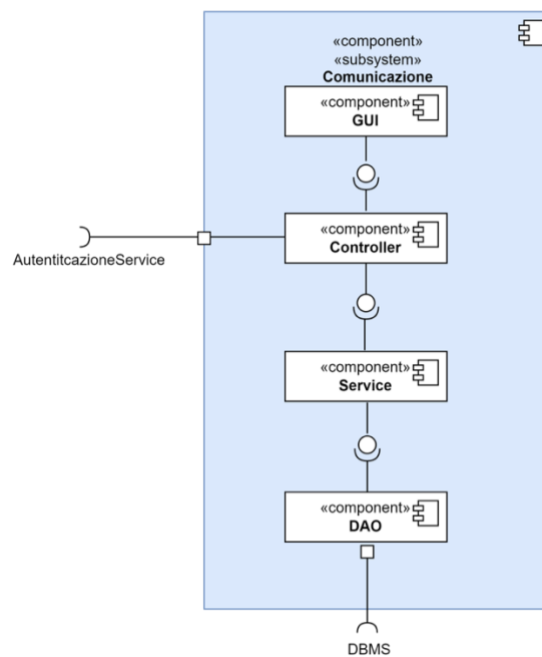 «component»
«subsystem»
Comunicazione
«component»
GUI
«component»
Controller
AutentitcazioneService
«component»
Service
«component»
DAO
DBMS